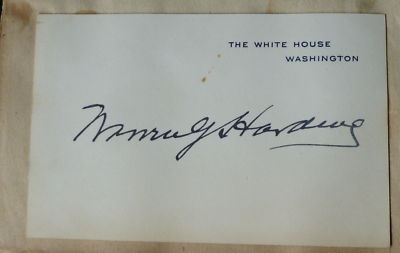 THE WHITE HOUSE
WASHINGTON
Warren G Harding